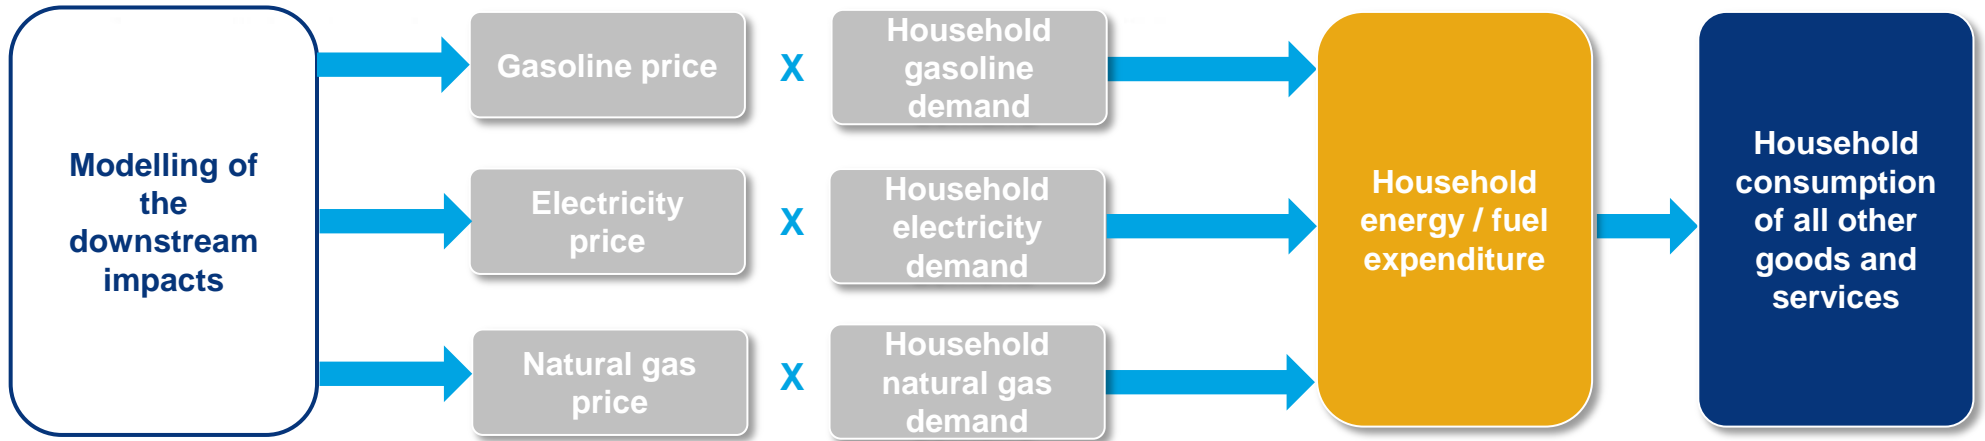 Modelling of
the
downstream
impacts
Gasoline price
X
Household
gasoline
demand
Electricity
price
X
Household
electricity
demand
Natural gas
price
X
Household
natural gas
demand
Household
energy / fuel
expenditure
Household
consumption
of all other
goods and
services